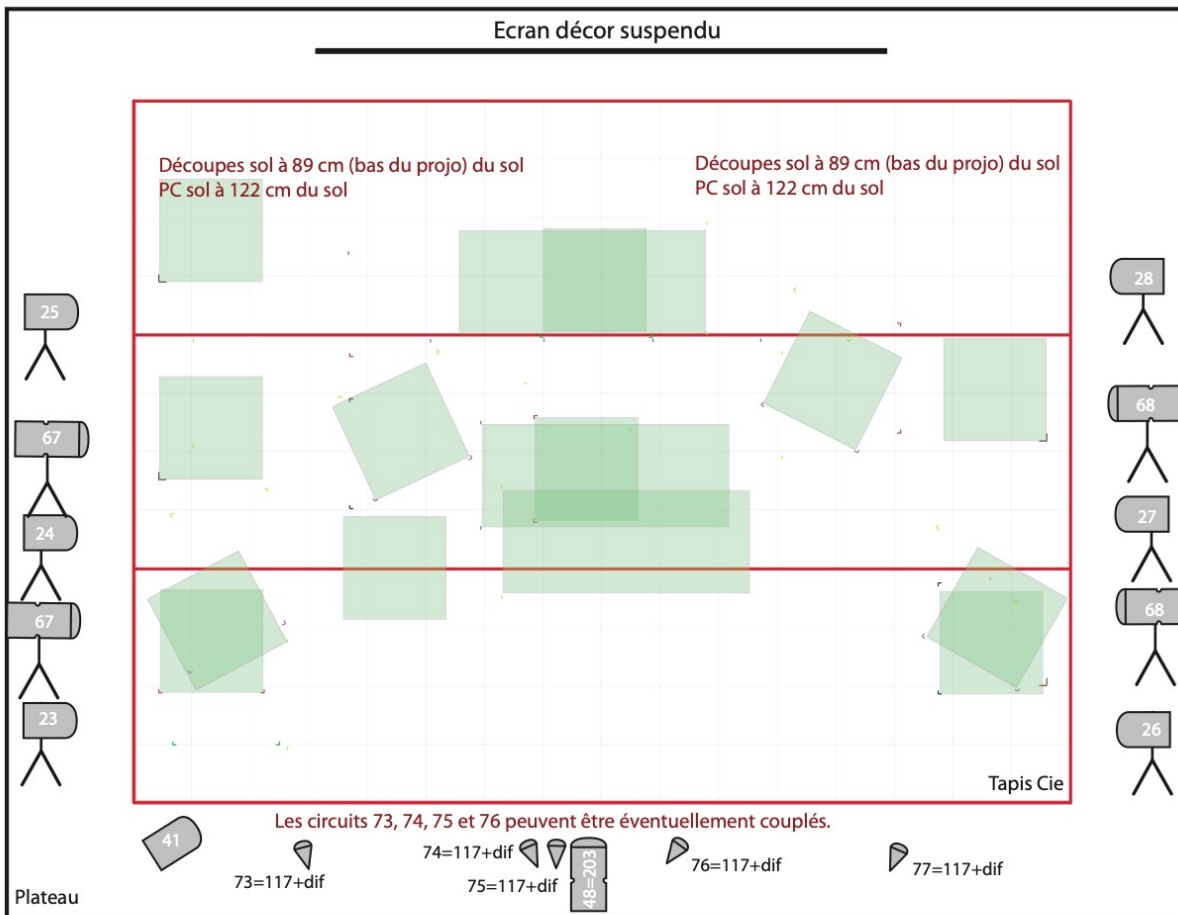 Ecran décor suspendu
Découpes sol à 89 cm (bas du projo) du sol
PC sol à 122 cm du sol
Découpes sol à 89 cm (bas du projo) du sol
PC sol à 122 cm du sol
25
28
67
68
24
27
67
68
23
26
Tapis Cie
Les circuits 73, 74, 75 et 76 peuvent être éventuellement couplés.
41
73=117+dif
74=117+dif
75=117+dif
48=203
76=117+dif
77=117+dif
Plateau